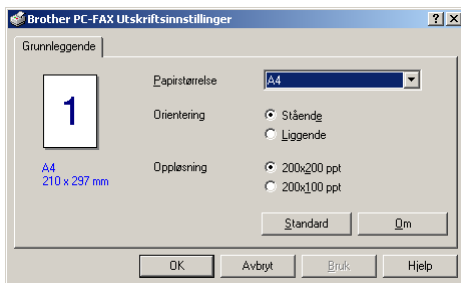 Brother PC-FAX Utskriftsinnstillinger
Grunnleggende
1
A4
210 x 297 mm
Papirstørrelse
A4
Orientering
Stående
Liggende
Oppløsning
200x200 ppt
200x100 ppt
Standard
Om
OK
Avbryt
Bruk
Hjelp